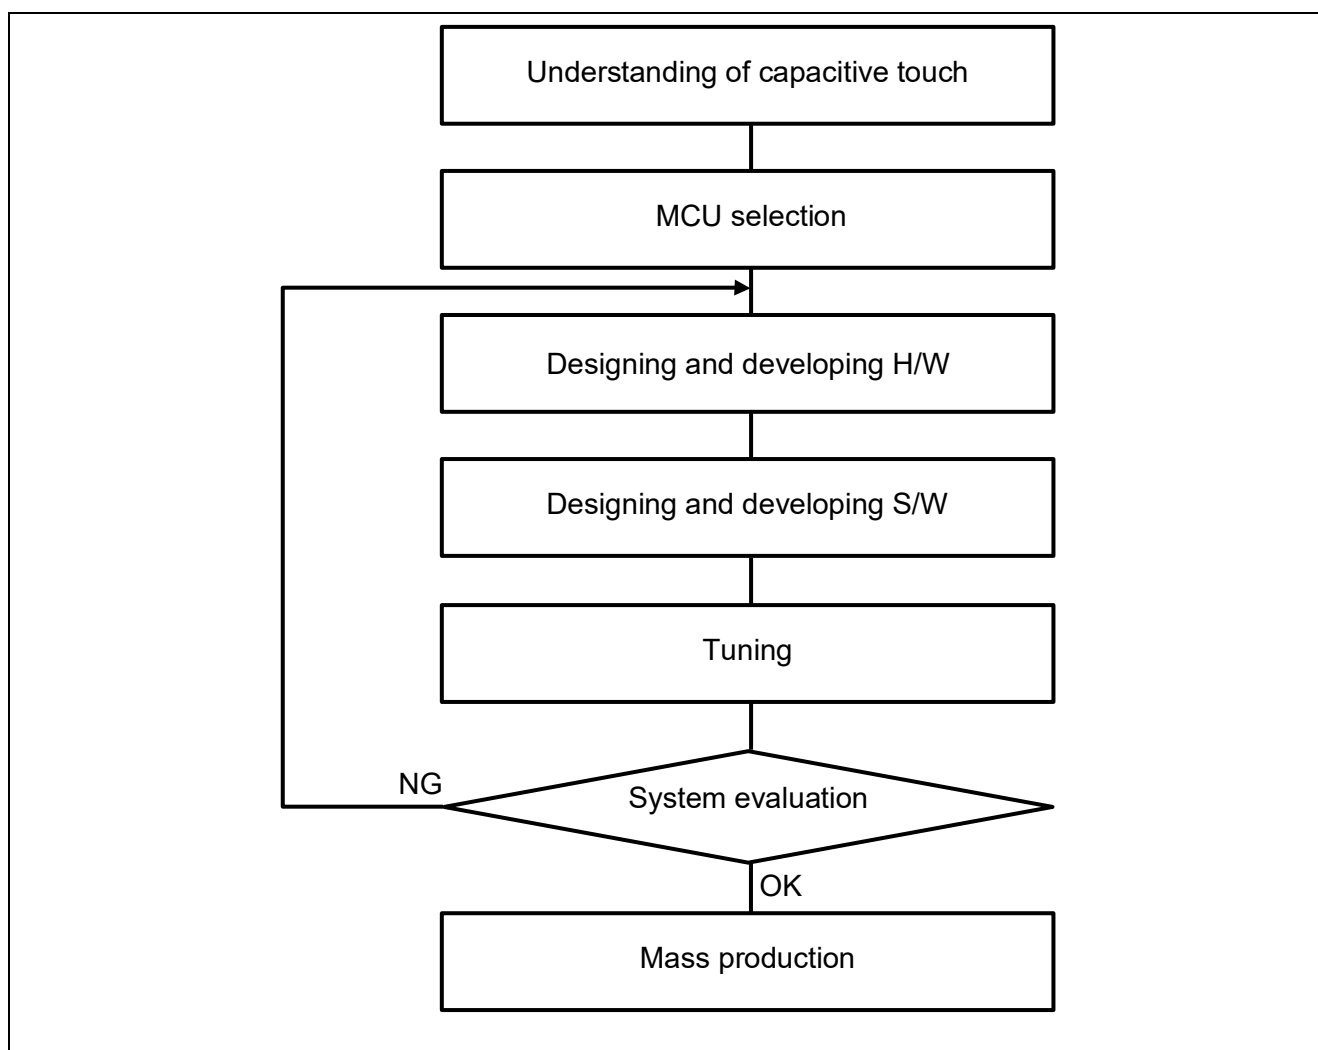 Understanding of capacitive touch
MCU selection
Designing and developing H/W
Designing and developing S/W
Tuning
NG
System evaluation
OK
Mass production